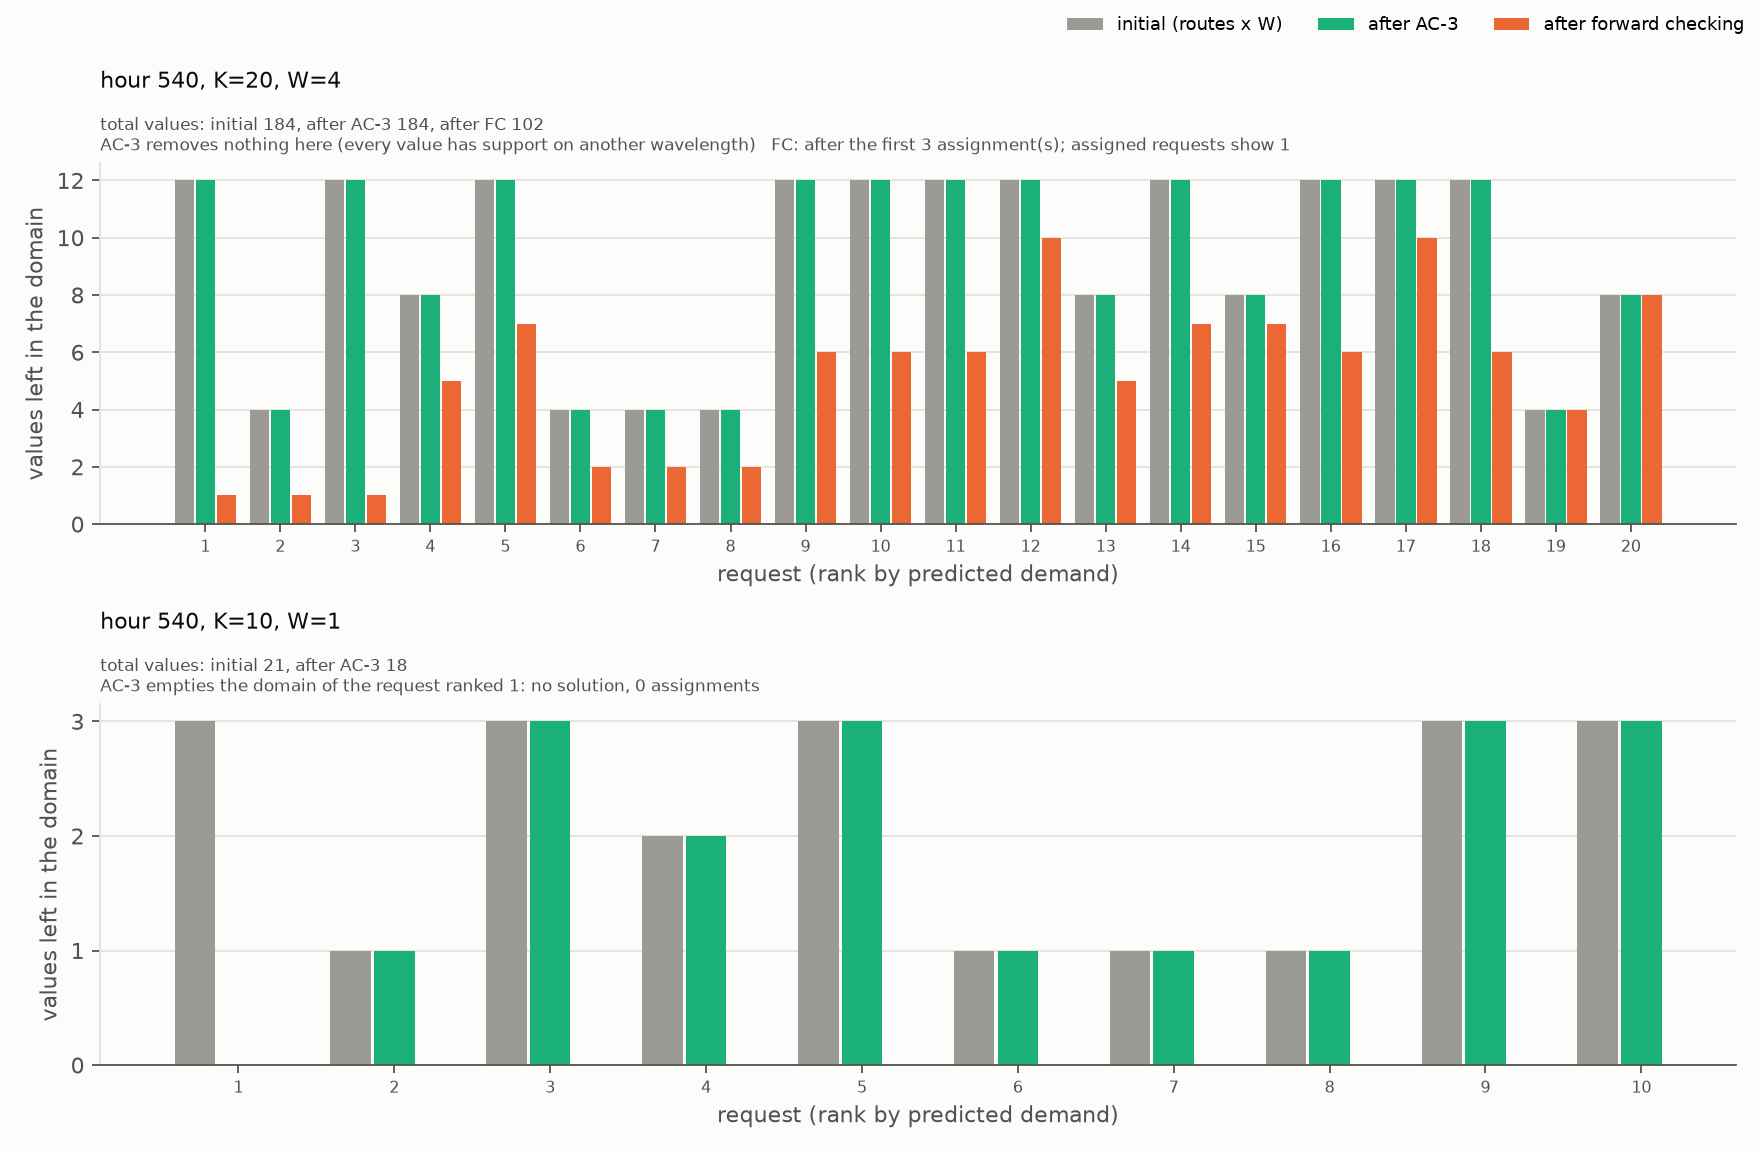 initial (routes x W)   after AC-3   after forward checking
hour 540, K=20, W=4
total values: initial 184, after AC-3 184, after FC 102
AC-3 removes nothing here (every value has support on another wavelength)   FC: after the first 3 assignment(s); assigned requests show 1
values left in the domain
12
10
8
6
4
2
0
1 2 3 4 5 6 7 8 9 10 11 12 13 14 15 16 17 18 19 20
request (rank by predicted demand)
hour 540, K=10, W=1
total values: initial 21, after AC-3 18
AC-3 empties the domain of the request ranked 1: no solution, 0 assignments
values left in the domain
3
2
1
0
1 2 3 4 5 6 7 8 9 10
request (rank by predicted demand)